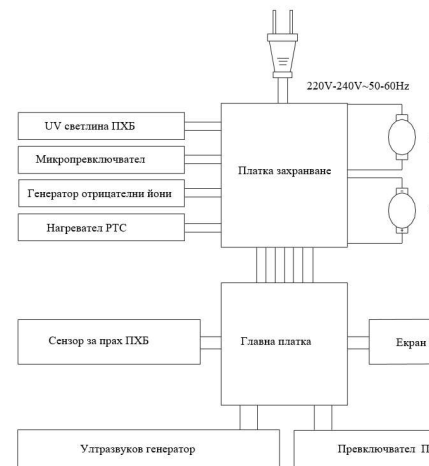 220V-240V~50-60Hz
UV светлина ПХБ
Микропревключвател
Платка захранване
Генератор отрицателни йони
Нагревател PTC
Сензор за прах ПХБ
Главна платка
Екран
Ултразвуков генератор
Превключвател